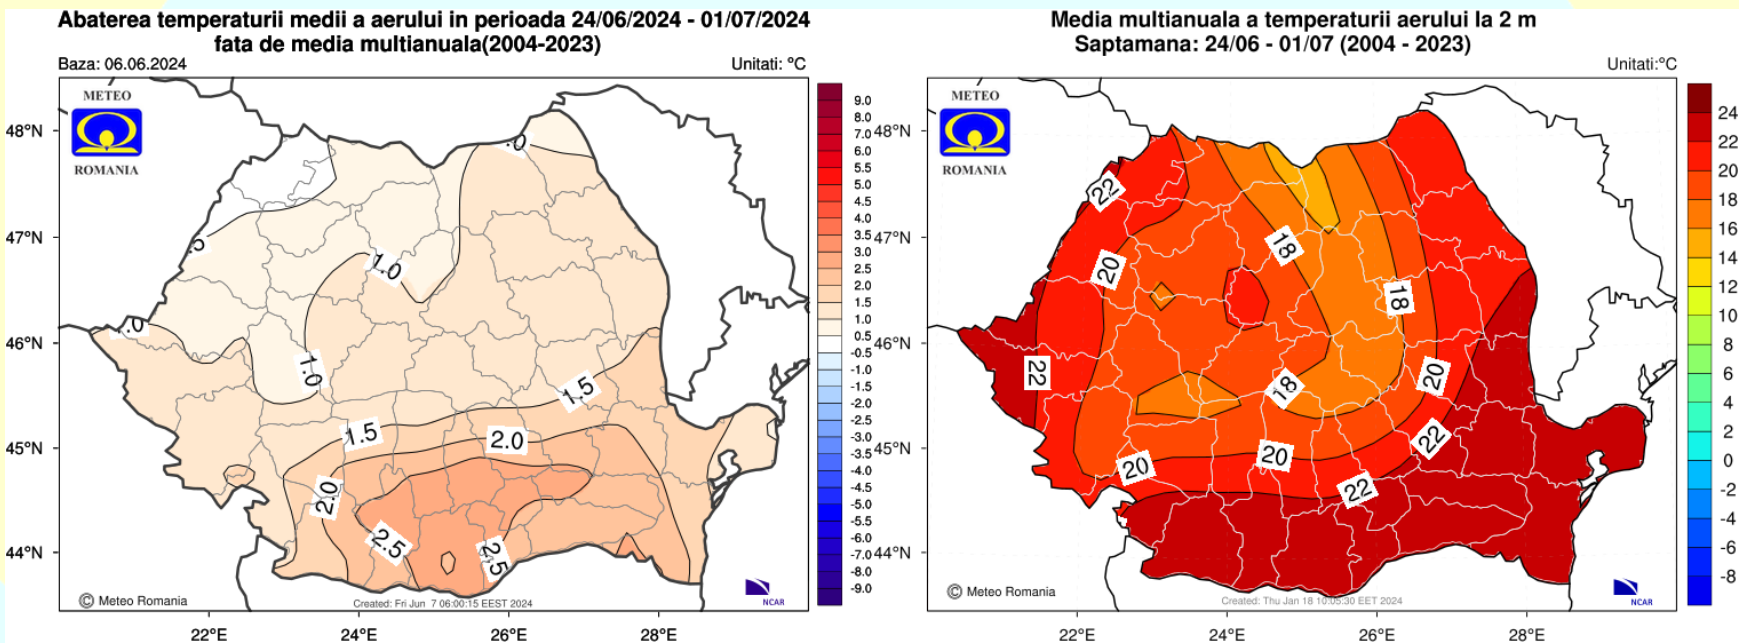 Abaterea temperaturii medii a aerului in perioada 24/06/2024 - 01/07/2024
fata de media multianuala(2004-2023)
Baza: 06.06.2024
Unitati: °C
METEO
ROMANIA
48°N
47°N
46°N
45°N
44°N
22°E
24°E
26°E
28°E
.0
.5
1.0
.0
1.0
1.5
1.5
2.0
2.0
2.5
2.5
© Meteo Romania
Created: Fri Jun 7 06:00:15 EEST 2024
NCAR
9.0
8.0
7.0
6.0
5.5
5.0
4.5
4.0
3.5
3.0
2.5
2.0
1.5
1.0
0.5
-0.5
-1.0
-1.5
-2.0
-2.5
-3.0
-3.5
-4.0
-4.5
-5.0
-5.5
-6.0
-7.0
-8.0
-9.0
Media multianuala a temperaturii aerului la 2 m
Saptamana: 24/06 - 01/07 (2004 - 2023)
Unitati:°C
METEO
ROMANIA
48°N
47°N
46°N
45°N
44°N
22°E
24°E
26°E
28°E
22
18
20
18
22
20
18
22
20
20
22
© Meteo Romania
Created: Thu Jan 18 10:05:30 EET 2024
NCAR
24
22
20
18
16
14
12
10
8
6
4
2
0
-2
-4
-6
-8